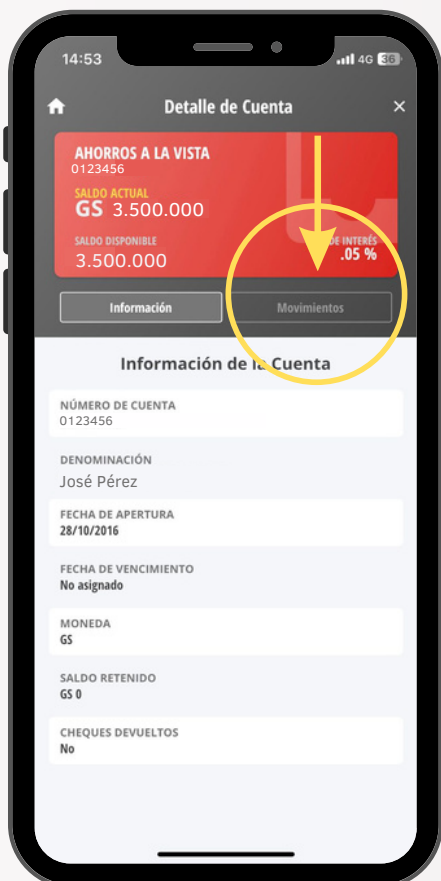 14:53
4G 36
Detalle de Cuenta ×
AHORROS A LA VISTA
0123456
SALDO ACTUAL
GS 3.500.000
SALDO DISPONIBLE DE INTERÉS
3.500.000 .05 %
Información Movimientos
Información de la Cuenta
NÚMERO DE CUENTA
0123456
DENOMINACIÓN
José Pérez
FECHA DE APERTURA
28/10/2016
FECHA DE VENCIMIENTO
No asignado
MONEDA
GS
SALDO RETENIDO
GS 0
CHEQUES DEVUELTOS
No